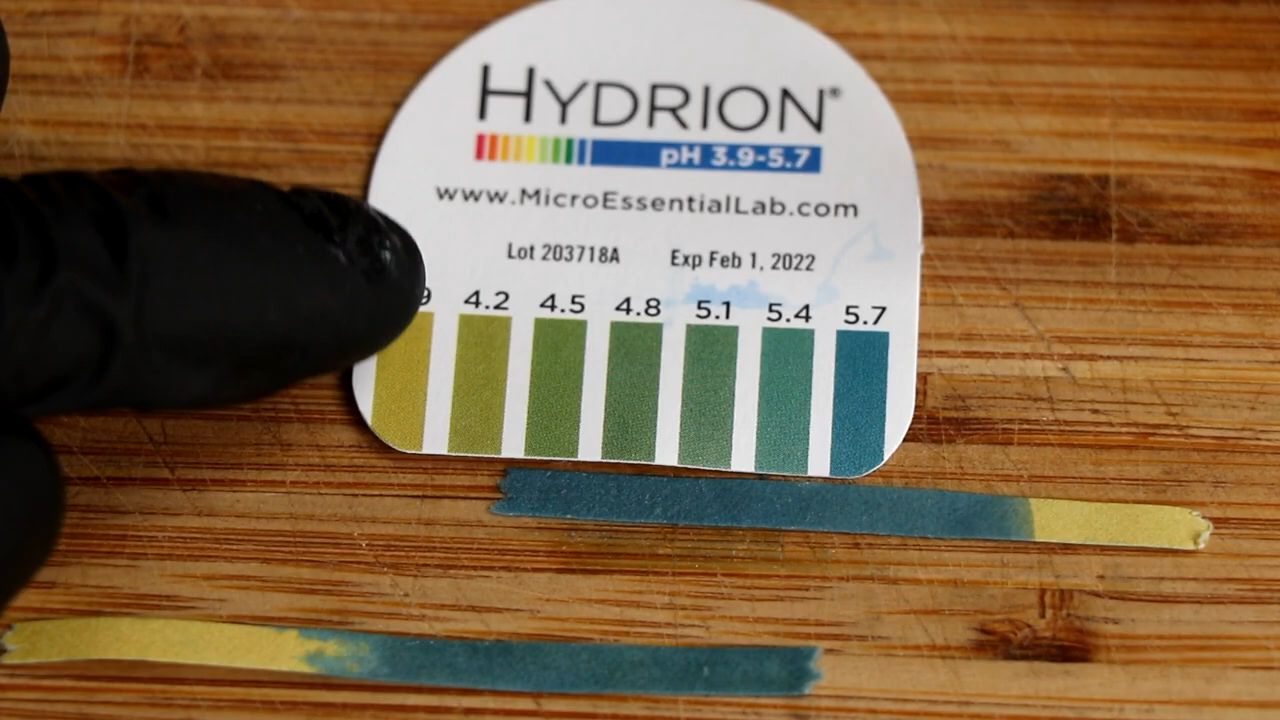 HYDRION®
pH 3.9-5.7
www.MicroEssentialLab.com
Lot 203718A Exp Feb 1, 2022
9 4.2 4.5 4.8 5.1 5.4 5.7